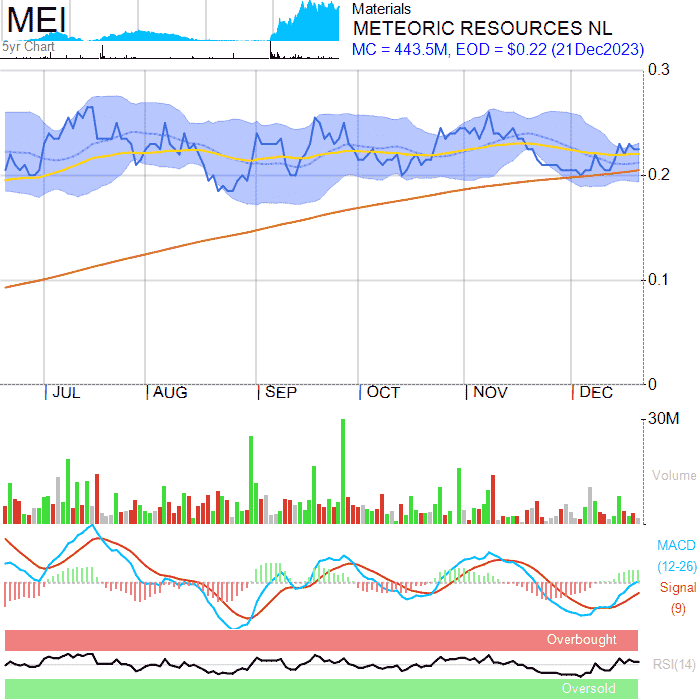 MEI
5yr Chart
Materials
METEORIC RESOURCES NL
MC = 443.5M, EOD = $0.22 (21Dec2023)
0.3
0.2
0.1
0
JUL AUG SEP OCT NOV DEC
30M
Volume
MACD
(12-26)
Signal
(9)
Overbought
RSI(14)
Oversold